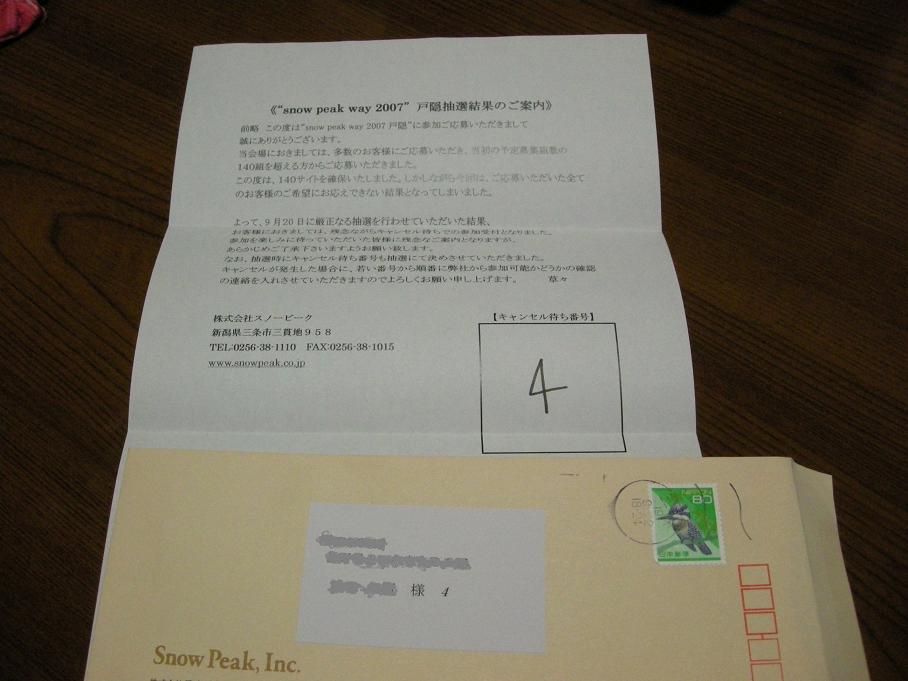 《“snow peak way 2007” 戸隠抽選結果のご案内》
前略 この度は“snow peak way 2007 戸隠”に参加ご応募いただきまして
誠にありがとうございます。
当会場におきましては、多数のお客様にご応募いただき、当初の予定募集組数の
140組を超える方からご応募いただきました。
この度は、140サイトを確保いたしました。しかしながら今回は、ご応募いただいた全て
のお客様のご希望にお応えできない結果となってしまいました。
よって、9月20日に厳正なる抽選を行わせていただいた結果、
お客様におきましては、残念ながらキャンセル待ちでの参加受付となりました。
参加を楽しみに待っていただいた皆様に残念なご案内となりますが、
あらかじめご了承下さいますようお願い致します。
なお、抽選時にキャンセル待ち番号も抽選にて決めさせていただきました。
キャンセルが発生した場合に、若い番号から順番に弊社から参加可能かどうかの確認
の連絡を入れさせていただきますのでよろしくお願い申し上げます。 草々
株式会社スノーピーク
新潟県三条市三貫地958
TEL:0256-38-1110 FAX:0256-38-1015
www.snowpeak.co.jp
【キャンセル待ち番号】
4
NIPPON
80
日本郵便
様 4
Snow Peak, Inc.